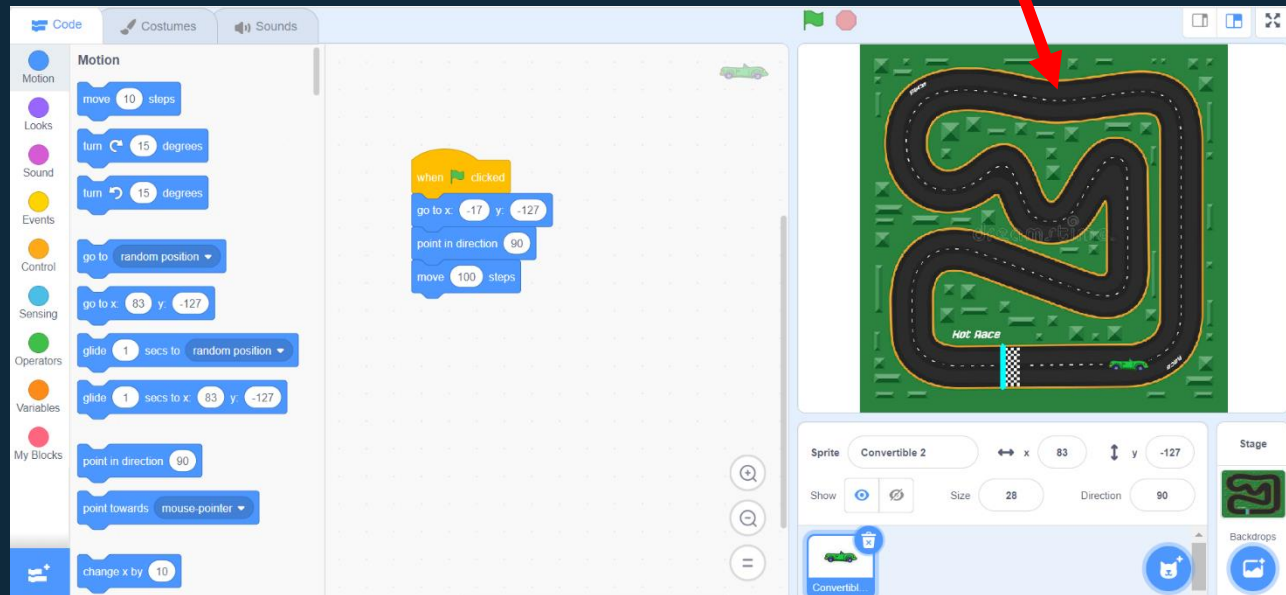 Code
Costumes
Sounds
Motion
Looks
Sound
Events
Control
Sensing
Operators
Variables
My Blocks
Motion
move 10 steps
turn 15 degrees
turn 15 degrees
go to random position
go to x: 83 y: -127
glide 1 secs to random position
glide 1 secs to x: 83 y: -127
point in direction 90
point towards mouse-pointer
change x by 10
when clicked
go to x: -17 y: -127
point in direction 90
move 100 steps
dreamstime.
Hot Race
Sprite Convertible 2 x 83 y -127
Show Size 28 Direction 90
Convertibl...
Stage
Backdrops